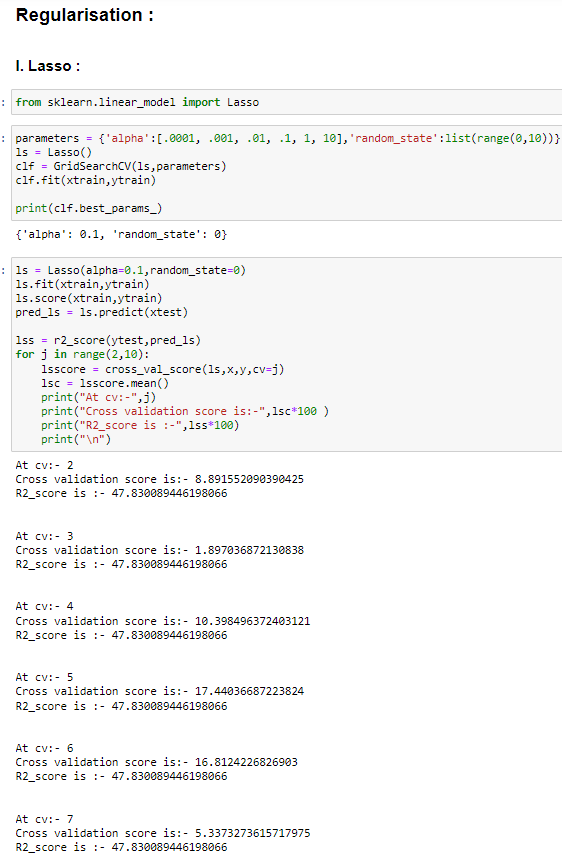 Regularisation :
I. Lasso :
: from sklearn.linear_model import Lasso
: parameters = {'alpha':[.0001, .001, .01, .1, 1, 10],'random_state':list(range(0,10))}
ls = Lasso()
clf = GridSearchCV(ls,parameters)
clf.fit(xtrain,ytrain)
print(clf.best_params_)
{'alpha': 0.1, 'random_state': 0}
: ls = Lasso(alpha=0.1,random_state=0)
ls.fit(xtrain,ytrain)
ls.score(xtrain,ytrain)
pred_ls = ls.predict(xtest)
lss = r2_score(ytest,pred_ls)
for j in range(2,10):
    lsscore = cross_val_score(ls,x,y,cv=j)
    lsc = lsscore.mean()
    print("At cv:-",j)
    print("Cross validation score is:-",lsc*100 )
    print("R2_score is :-",lss*100)
    print("\n")
At cv:- 2
Cross validation score is:- 8.891552090390425
R2_score is :- 47.830089446198066
At cv:- 3
Cross validation score is:- 1.897036872130838
R2_score is :- 47.830089446198066
At cv:- 4
Cross validation score is:- 10.398496372403121
R2_score is :- 47.830089446198066
At cv:- 5
Cross validation score is:- 17.44036687223824
R2_score is :- 47.830089446198066
At cv:- 6
Cross validation score is:- 16.8124226826903
R2_score is :- 47.830089446198066
At cv:- 7
Cross validation score is:- 5.3373273615717975
R2_score is :- 47.830089446198066